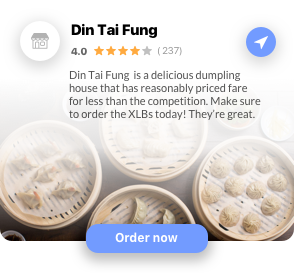 Din Tai Fung
4.0 (237)
Din Tai Fung is a delicious dumpling
house that has reasonably priced fare
for less than the competition. Make sure
to order the XLBs today! They're great.
Order now